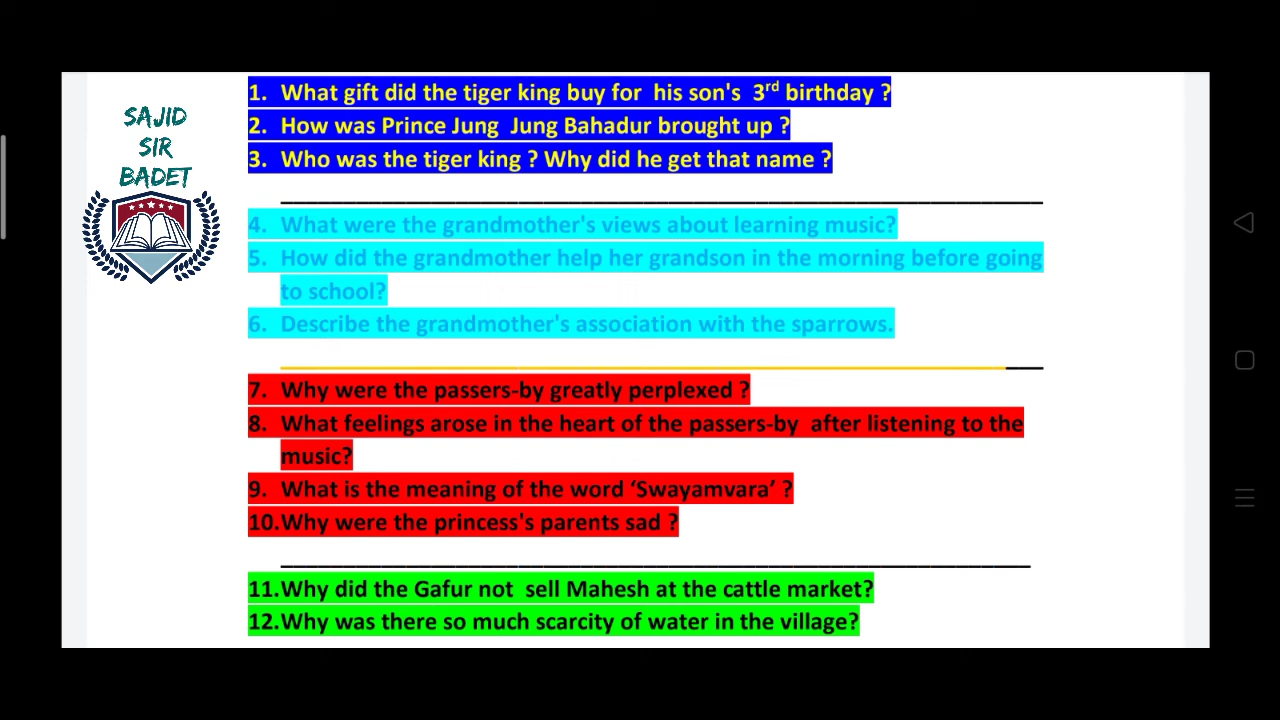 SAJID
SIR
BADET
1. What gift did the tiger king buy for his son's 3rd birthday ?
2. How was Prince Jung Jung Bahadur brought up ?
3. Who was the tiger king ? Why did he get that name ?
4. What were the grandmother's views about learning music?
5. How did the grandmother help her grandson in the morning before going
to school?
6. Describe the grandmother's association with the sparrows.
7. Why were the passers-by greatly perplexed ?
8. What feelings arose in the heart of the passers-by after listening to the
music?
9. What is the meaning of the word ‘Swayamvara’ ?
10.Why were the princess's parents sad ?
11.Why did the Gafur not sell Mahesh at the cattle market?
12.Why was there so much scarcity of water in the village?